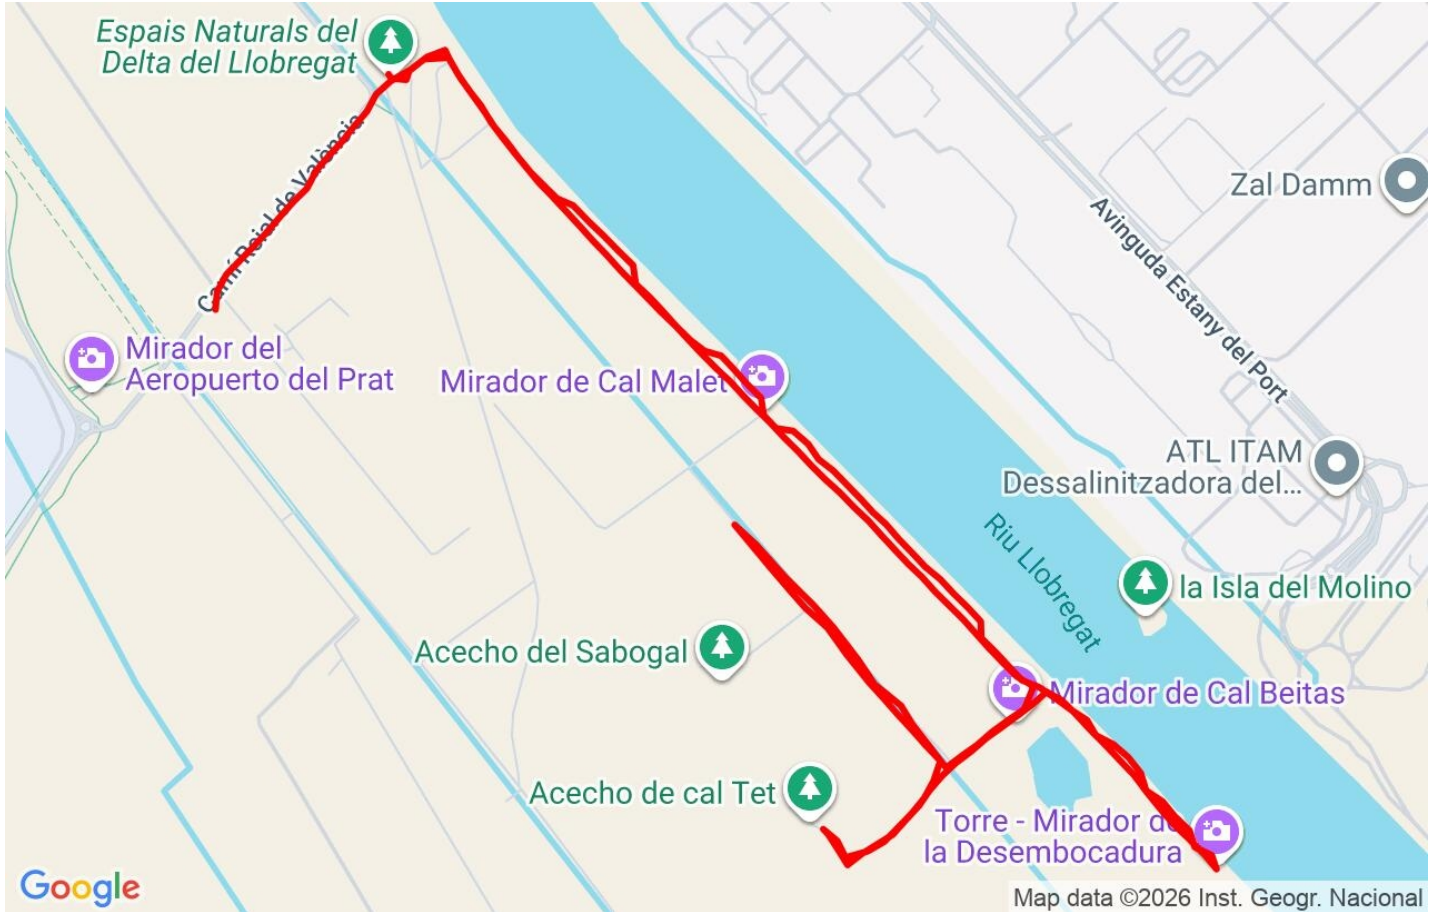 Espais Naturals del
Delta del Llobregat
Camí Reial de València
Zal Damm
Avinguda Estany del Port
Mirador del
Aeropuerto del Prat
Mirador de Cal Malet
ATL ITAM
Dessalinitzadora del...
Riu Llobregat
la Isla del Molino
Acecho del Sabogal
Mirador de Cal Beitas
Acecho de cal Tet
Torre - Mirador de
la Desembocadura
Google
Map data ©2026 Inst. Geogr. Nacional